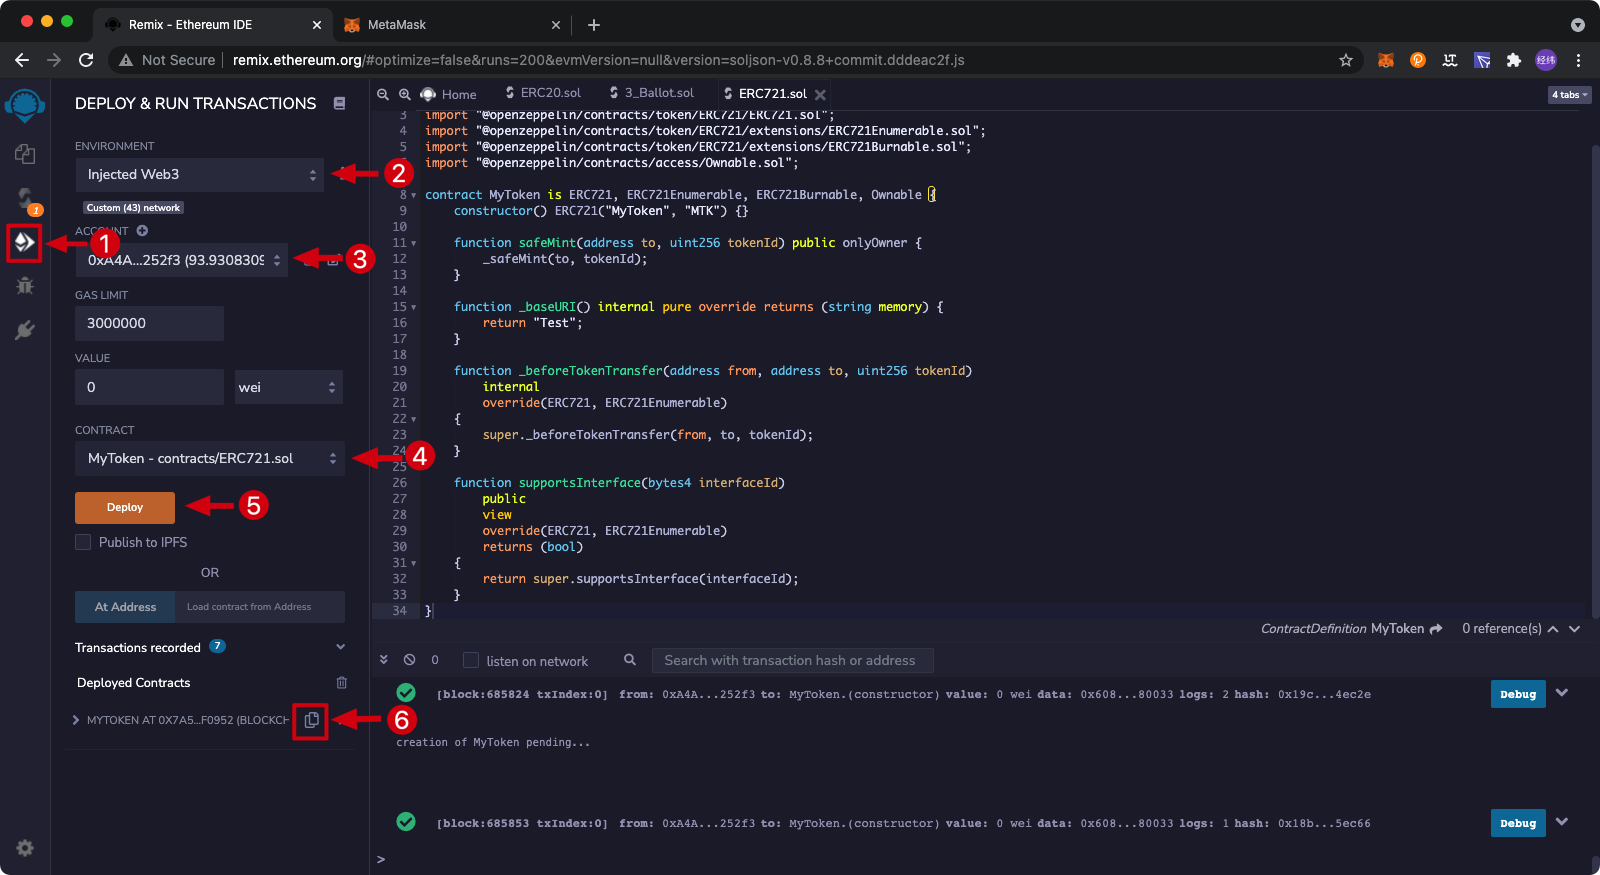 Remix - Ethereum IDE
MetaMask
Not Secure
remix.ethereum.org/#optimize=false&runs=200&evmVersion=null&version=soljson-v0.8.8+commit.dddeac2f.js
经纬
DEPLOY & RUN TRANSACTIONS
ENVIRONMENT
Injected Web3
2
Custom (43) network
1
1
ACCOUNT
0xA4A...252f3 (93.9308309
3
GAS LIMIT
3000000
VALUE
0
wei
CONTRACT
MyToken - contracts/ERC721.sol
4
Deploy
5
Publish to IPFS
OR
At Address
Load contract from Address
Transactions recorded
7
Deployed Contracts
MYTOKEN AT 0X7A5...F0952 (BLOCKCH
6
Home
ERC20.sol
3_Ballot.sol
ERC721.sol
4 tabs
3 import "@openzeppelin/contracts/token/ERC721/ERC721.sol";
4 import "@openzeppelin/contracts/token/ERC721/extensions/ERC721Enumerable.sol";
5 import "@openzeppelin/contracts/token/ERC721/extensions/ERC721Burnable.sol";
import "@openzeppelin/contracts/access/Ownable.sol";
8 contract MyToken is ERC721, ERC721Enumerable, ERC721Burnable, Ownable {
9 constructor() ERC721("MyToken", "MTK") {}
10
11 function safeMint(address to, uint256 tokenId) public onlyOwner {
12 _safeMint(to, tokenId);
13 }
14
15 function _baseURI() internal pure override returns (string memory) {
16 return "Test";
17 }
18
19 function _beforeTokenTransfer(address from, address to, uint256 tokenId)
20 internal
21 override(ERC721, ERC721Enumerable)
22 {
23 super._beforeTokenTransfer(from, to, tokenId);
24 }
25
26 function supportsInterface(bytes4 interfaceId)
27 public
28 view
29 override(ERC721, ERC721Enumerable)
30 returns (bool)
31 {
32 return super.supportsInterface(interfaceId);
33 }
34 }
ContractDefinition MyToken
0 reference(s)
0
listen on network
Search with transaction hash or address
[block:685824 txIndex:0] from: 0xA4A...252f3 to: MyToken.(constructor) value: 0 wei data: 0x608...80033 logs: 2 hash: 0x19c...4ec2e
Debug
creation of MyToken pending...
[block:685853 txIndex:0] from: 0xA4A...252f3 to: MyToken.(constructor) value: 0 wei data: 0x608...80033 logs: 1 hash: 0x18b...5ec66
Debug
>